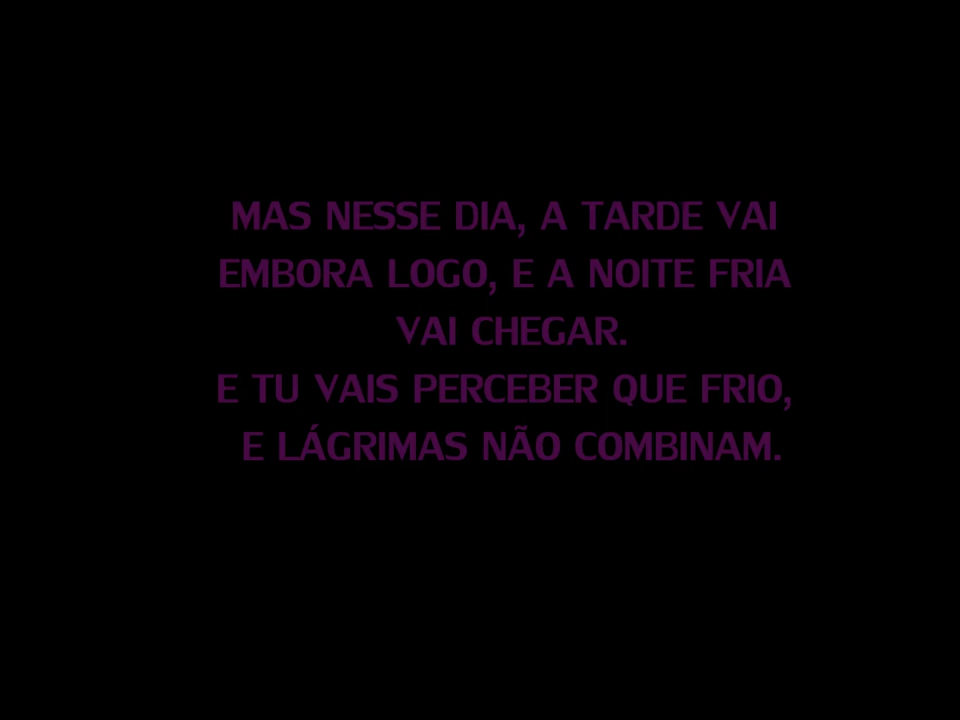 MAS NESSE DIA, A TARDE VAI
EMBORA LOGO, E A NOITE FRIA
VAI CHEGAR.
E TU VAIS PERCEBER QUE FRIO,
E LÁGRIMAS NÃO COMBINAM.